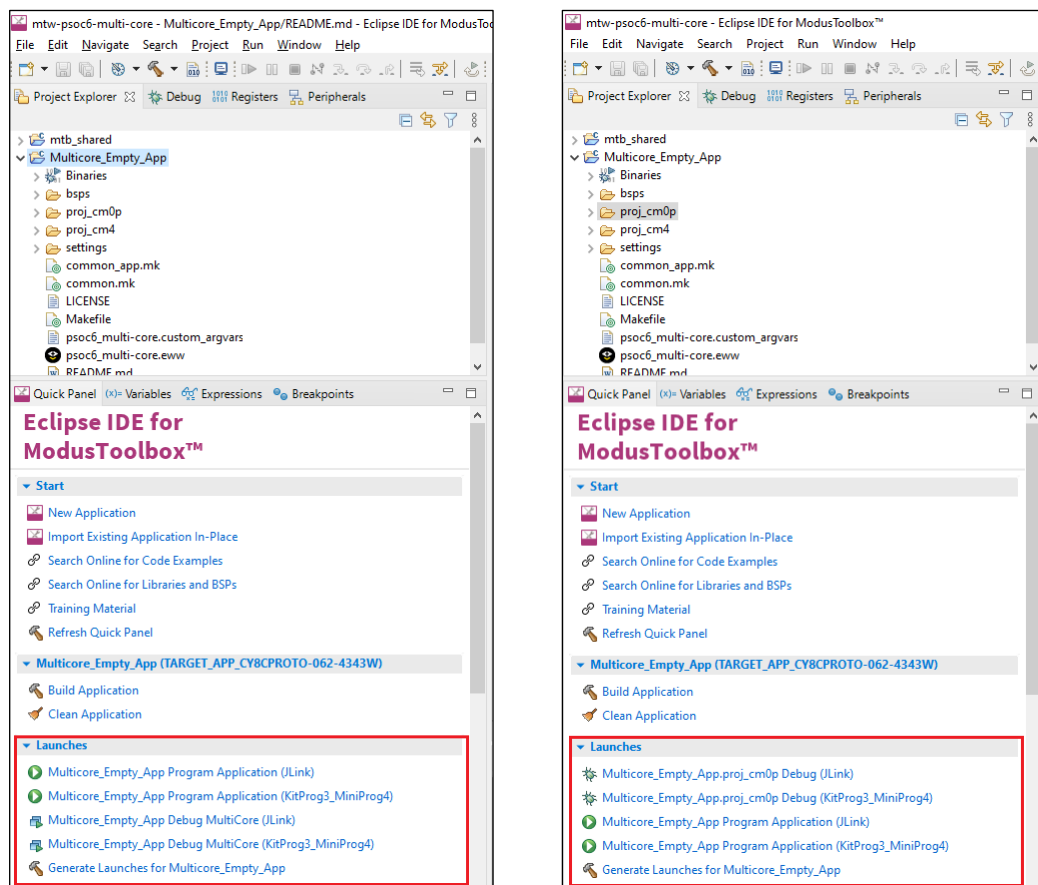 mtw-psoc6-multi-core - Multicore_Empty_App/README.md - Eclipse IDE for ModusToo
File Edit Navigate Search Project Run Window Help
Project Explorer Debug Registers Peripherals
mtb_shared
Multicore_Empty_App
Binaries
bsps
proj_cm0p
proj_cm4
settings
common_app.mk
common.mk
LICENSE
Makefile
psoc6_multi-core.custom_argvars
psoc6_multi-core.eww
README.md
Quick Panel (x)= Variables Expressions Breakpoints
Eclipse IDE for
ModusToolbox™
Start
New Application
Import Existing Application In-Place
Search Online for Code Examples
Search Online for Libraries and BSPs
Training Material
Refresh Quick Panel
Multicore_Empty_App (TARGET_APP_CY8CPROTO-062-4343W)
Build Application
Clean Application
Launches
Multicore_Empty_App Program Application (JLink)
Multicore_Empty_App Program Application (KitProg3_MiniProg4)
Multicore_Empty_App Debug MultiCore (JLink)
Multicore_Empty_App Debug MultiCore (KitProg3_MiniProg4)
Generate Launches for Multicore_Empty_App
mtw-psoc6-multi-core - Eclipse IDE for ModusToolbox™
File Edit Navigate Search Project Run Window Help
Project Explorer Debug Registers Peripherals
mtb_shared
Multicore_Empty_App
Binaries
bsps
proj_cm0p
proj_cm4
settings
common_app.mk
common.mk
LICENSE
Makefile
psoc6_multi-core.custom_argvars
psoc6_multi-core.eww
README.md
Quick Panel (x)= Variables Expressions Breakpoints
Eclipse IDE for
ModusToolbox™
Start
New Application
Import Existing Application In-Place
Search Online for Code Examples
Search Online for Libraries and BSPs
Training Material
Refresh Quick Panel
Multicore_Empty_App (TARGET_APP_CY8CPROTO-062-4343W)
Build Application
Clean Application
Launches
Multicore_Empty_App.proj_cm0p Debug (JLink)
Multicore_Empty_App.proj_cm0p Debug (KitProg3_MiniProg4)
Multicore_Empty_App Program Application (JLink)
Multicore_Empty_App Program Application (KitProg3_MiniProg4)
Generate Launches for Multicore_Empty_App